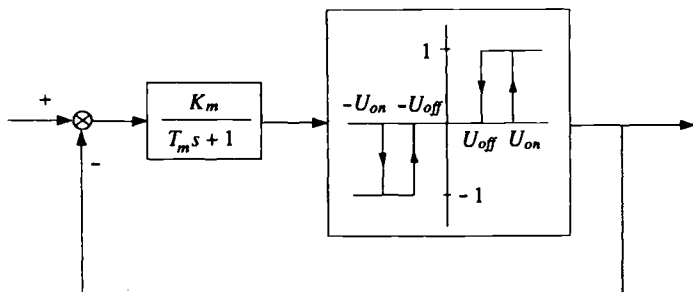 +
-
K_m
T_m s + 1
1
-U_on -U_off
U_off U_on
- 1